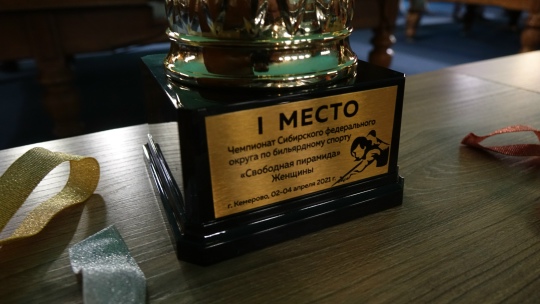 I МЕСТО
Чемпионат Сибирского федерального
округа по бильярдному спорту
«Свободная пирамида»
Женщины
г. Кемерово, 02-04 апреля 2021 г.